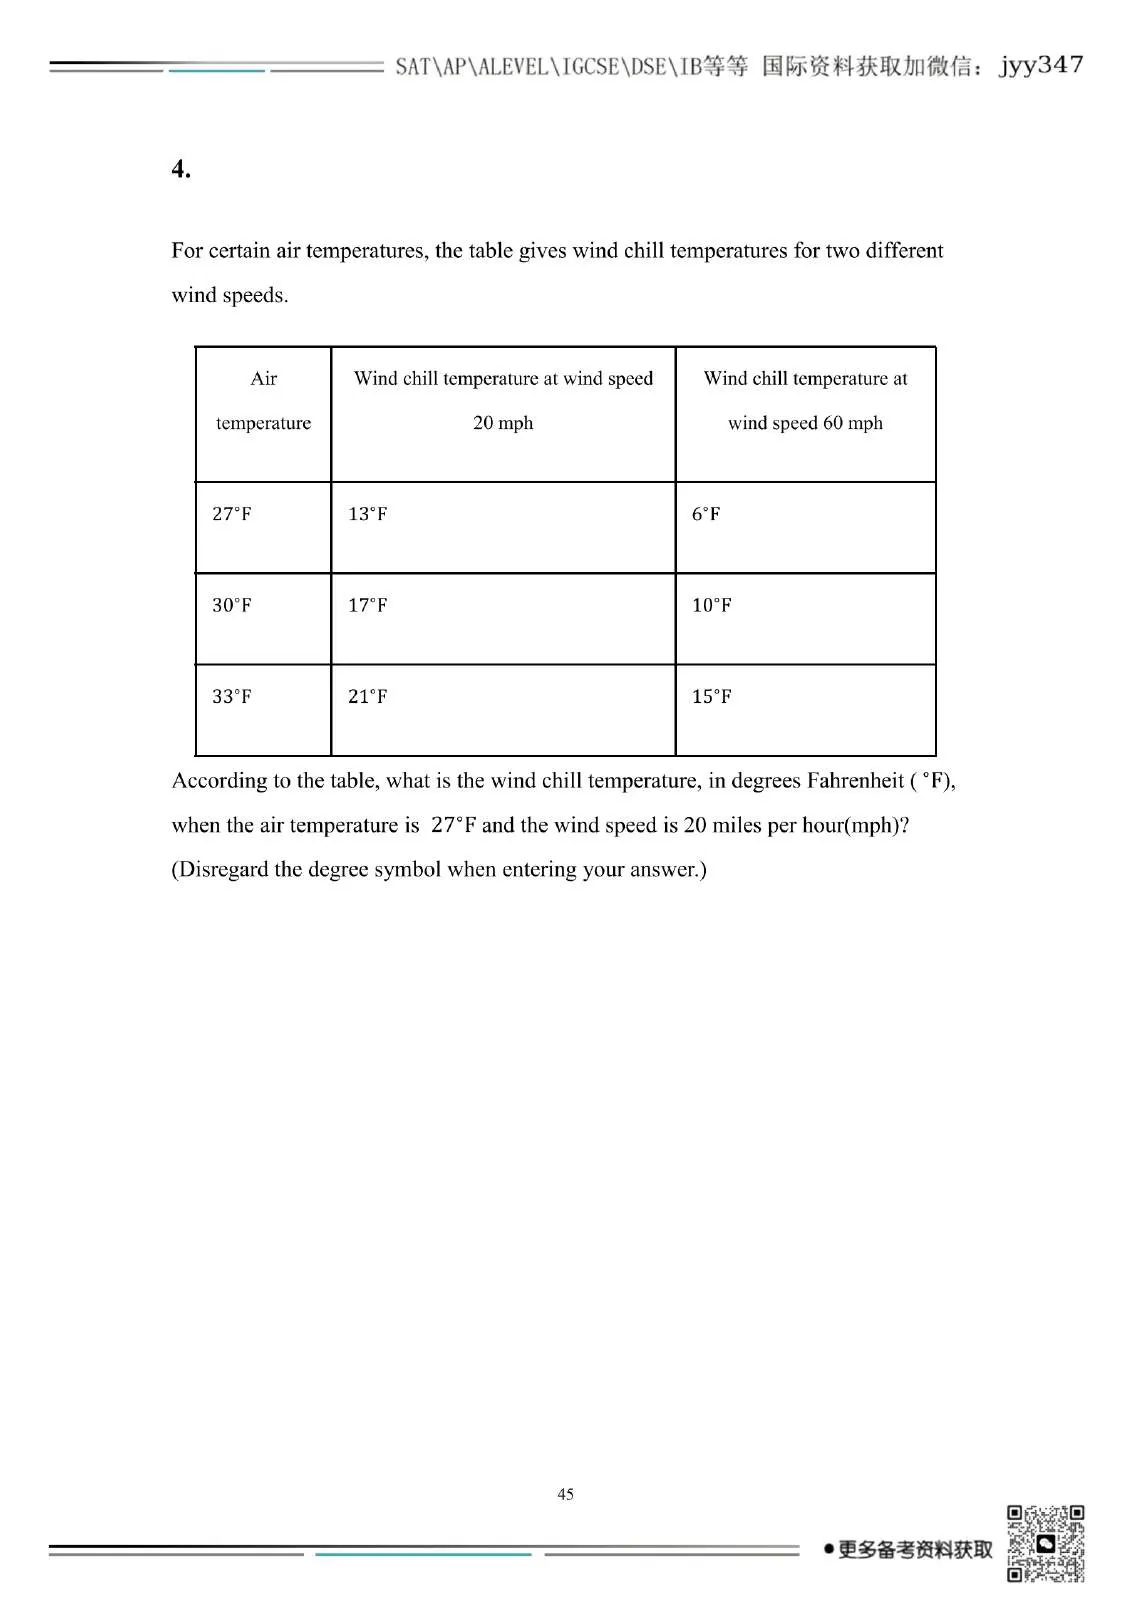 SAT\AP\ALEVEL\IGCSE\DSE\IB等等 国际资料获取加微信: jyy347
4.
For certain air temperatures, the table gives wind chill temperatures for two different
wind speeds.
Air temperature
Wind chill temperature at wind speed 20 mph
Wind chill temperature at wind speed 60 mph
27°F 13°F 6°F
30°F 17°F 10°F
33°F 21°F 15°F
According to the table, what is the wind chill temperature, in degrees Fahrenheit ( °F),
when the air temperature is 27°F and the wind speed is 20 miles per hour(mph)?
(Disregard the degree symbol when entering your answer.)
45
●更多备考资料获取